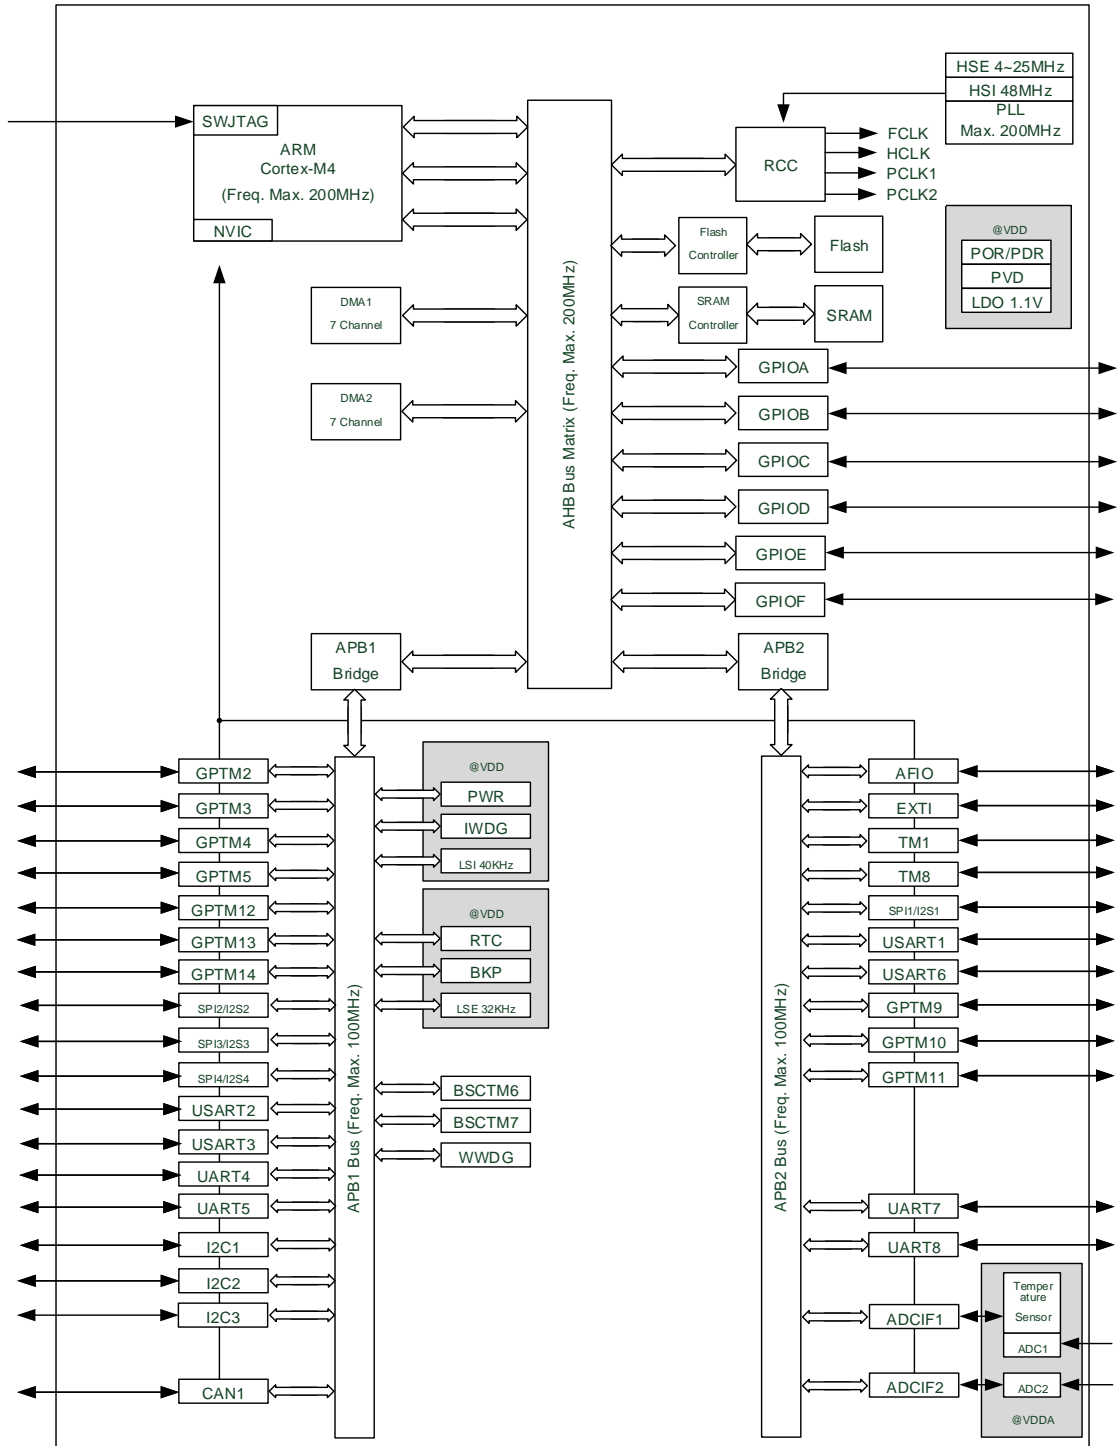 HSE 4~25MHz
HSI 48MHz
PLL
Max. 200MHz
SWJTAG
ARM
Cortex-M4
(Freq. Max. 200MHz)
NVIC
RCC
FCLK
HCLK
PCLK1
PCLK2
@VDD
POR/PDR
PVD
LDO 1.1V
Flash
Controller
Flash
SRAM
Controller
SRAM
DMA1
7 Channel
DMA2
7 Channel
AHB Bus Matrix (Freq. Max. 200MHz)
GPIOA
GPIOB
GPIOC
GPIOD
GPIOE
GPIOF
APB1
Bridge
APB2
Bridge
GPTM2
GPTM3
GPTM4
GPTM5
GPTM12
GPTM13
GPTM14
SPI2/I2S2
SPI3/I2S3
SPI4/I2S4
USART2
USART3
UART4
UART5
I2C1
I2C2
I2C3
CAN1
APB1 Bus (Freq. Max. 100MHz)
@VDD
PWR
IWDG
LSI 40KHz
@VDD
RTC
BKP
LSE 32KHz
BSCTM6
BSCTM7
WWDG
APB2 Bus (Freq. Max. 100MHz)
AFIO
EXTI
TM1
TM8
SPI1/I2S1
USART1
USART6
GPTM9
GPTM10
GPTM11
UART7
UART8
ADCIF1
ADCIF2
Temper
ature
Sensor
ADC1
ADC2
@VDDA